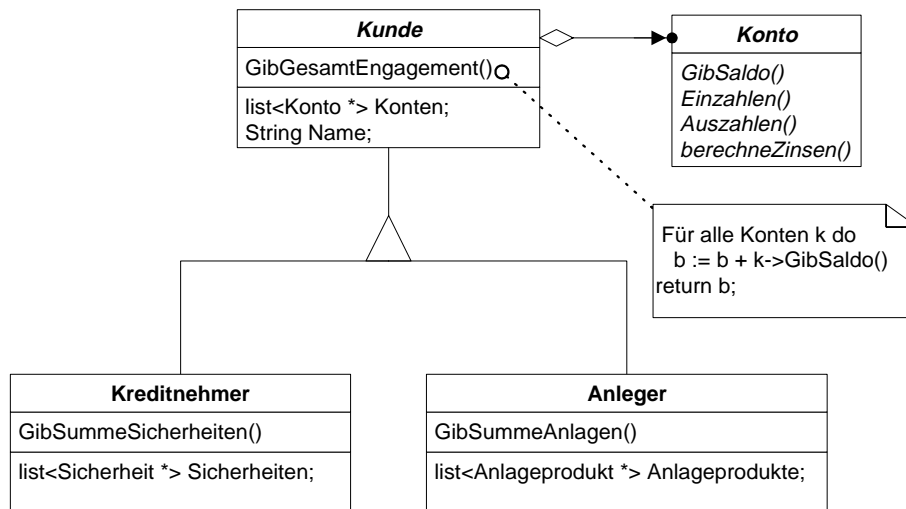 Kunde
GibGesamtEngagement()
list<Konto *> Konten;
String Name;
Konto
GibSaldo()
Einzahlen()
Auszahlen()
berechneZinsen()
Für alle Konten k do
b := b + k->GibSaldo()
return b;
Kreditnehmer
GibSummeSicherheiten()
list<Sicherheit *> Sicherheiten;
Anleger
GibSummeAnlagen()
list<Anlageprodukt *> Anlageprodukte;